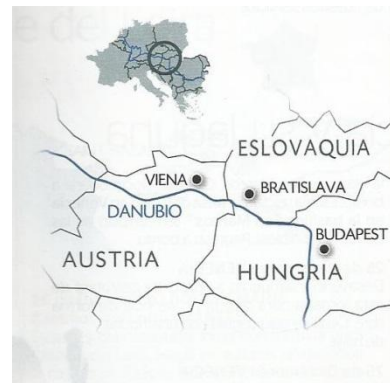 ESLOVAQUIA
VIENA
BRATISLAVA
DANUBIO
BUDAPEST
AUSTRIA
HUNGRIA